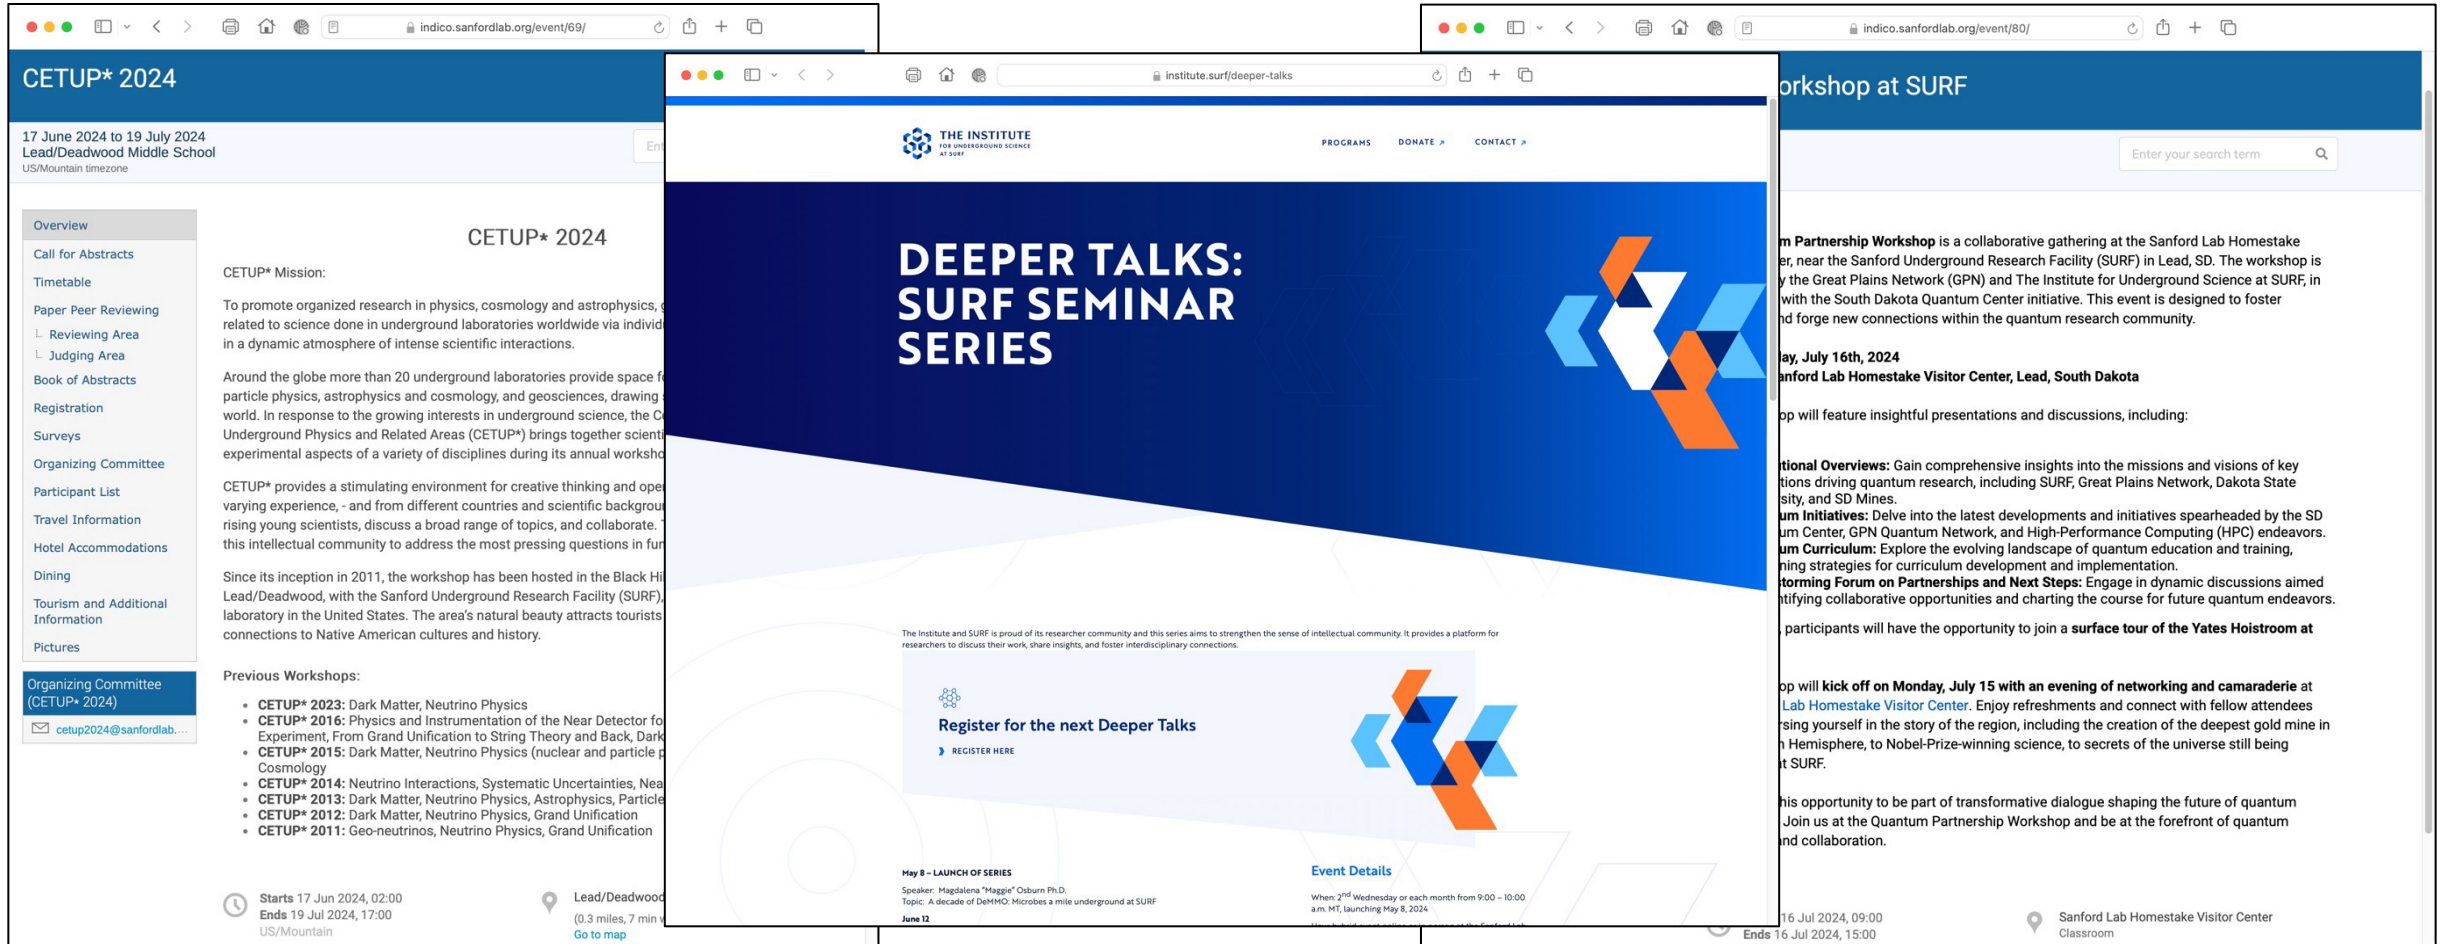 indico.sanfordlab.org/event/69/
CETUP* 2024
17 June 2024 to 19 July 2024
Lead/Deadwood Middle School
US/Mountain timezone
Overview
Call for Abstracts
Timetable
Paper Peer Reviewing
Reviewing Area
Judging Area
Book of Abstracts
Registration
Surveys
Organizing Committee
Participant List
Travel Information
Hotel Accommodations
Dining
Tourism and Additional
Information
Pictures
Organizing Committee
(CETUP* 2024)
cetup2024@sanfordlab....
CETUP* 2024
CETUP* Mission:
To promote organized research in physics, cosmology and astrophysics,
related to science done in underground laboratories worldwide via
in a dynamic atmosphere of intense scientific interactions.
Around the globe more than 20 underground laboratories provide space
particle physics, astrophysics and cosmology, and geosciences, drawing
world. In response to the growing interests in underground science, the
Underground Physics and Related Areas (CETUP*) brings together
experimental aspects of a variety of disciplines during its annual
CETUP* provides a stimulating environment for creative thinking and
varying experience, - and from different countries and scientific
rising young scientists, discuss a broad range of topics, and collaborate.
this intellectual community to address the most pressing questions in
Since its inception in 2011, the workshop has been hosted in the Black
Lead/Deadwood, with the Sanford Underground Research Facility (SURF),
laboratory in the United States. The area's natural beauty attracts tourists
connections to Native American cultures and history.
Previous Workshops:
• CETUP* 2023: Dark Matter, Neutrino Physics
• CETUP* 2016: Physics and Instrumentation of the Near Detector
Experiment, From Grand Unification to String Theory and Back, Dark
• CETUP* 2015: Dark Matter, Neutrino Physics (nuclear and particle
Cosmology
• CETUP* 2014: Neutrino Interactions, Systematic Uncertainties,
• CETUP* 2013: Dark Matter, Neutrino Physics, Astrophysics, Particle
• CETUP* 2012: Dark Matter, Neutrino Physics, Grand Unification
• CETUP* 2011: Geo-neutrinos, Neutrino Physics, Grand Unification
Starts 17 Jun 2024, 02:00
Ends 19 Jul 2024, 17:00
US/Mountain
Lead/Deadwood
(0.3 miles, 7 min
Go to map
institute.surf/deeper-talks
THE INSTITUTE
FOR UNDERGROUND SCIENCE
AT SURF
PROGRAMS DONATE ↗ CONTACT ↗
DEEPER TALKS:
SURF SEMINAR
SERIES
The Institute and SURF is proud of its researcher community and this series aims to strengthen the sense of intellectual community. It provides a platform for
researchers to discuss their work, share insights, and foster interdisciplinary connections.
Register for the next Deeper Talks
REGISTER HERE
May 8 – LAUNCH OF SERIES
Speaker: Magdalena "Maggie" Osburn Ph.D.
Topic: A decade of DeMMO: Microbes a mile underground at SURF
June 12
Event Details
When: 2nd Wednesday or each month from 9:00 – 10:00
a.m. MT, launching May 8, 2024
indico.sanfordlab.org/event/80/
orkshop at SURF
Enter your search term
m Partnership Workshop is a collaborative gathering at the Sanford Lab Homestake
er, near the Sanford Underground Research Facility (SURF) in Lead, SD. The workshop is
y the Great Plains Network (GPN) and The Institute for Underground Science at SURF, in
with the South Dakota Quantum Center initiative. This event is designed to foster
nd forge new connections within the quantum research community.
ay, July 16th, 2024
anford Lab Homestake Visitor Center, Lead, South Dakota
op will feature insightful presentations and discussions, including:
tional Overviews: Gain comprehensive insights into the missions and visions of key
tions driving quantum research, including SURF, Great Plains Network, Dakota State
sity, and SD Mines.
um Initiatives: Delve into the latest developments and initiatives spearheaded by the SD
um Center, GPN Quantum Network, and High-Performance Computing (HPC) endeavors.
um Curriculum: Explore the evolving landscape of quantum education and training,
ning strategies for curriculum development and implementation.
storming Forum on Partnerships and Next Steps: Engage in dynamic discussions aimed
ntifying collaborative opportunities and charting the course for future quantum endeavors.
, participants will have the opportunity to join a surface tour of the Yates Hoistroom at
op will kick off on Monday, July 15 with an evening of networking and camaraderie at
Lab Homestake Visitor Center. Enjoy refreshments and connect with fellow attendees
rsing yourself in the story of the region, including the creation of the deepest gold mine in
n Hemisphere, to Nobel-Prize-winning science, to secrets of the universe still being
at SURF.
his opportunity to be part of transformative dialogue shaping the future of quantum
Join us at the Quantum Partnership Workshop and be at the forefront of quantum
and collaboration.
16 Jul 2024, 09:00
Ends 16 Jul 2024, 15:00
Sanford Lab Homestake Visitor Center
Classroom